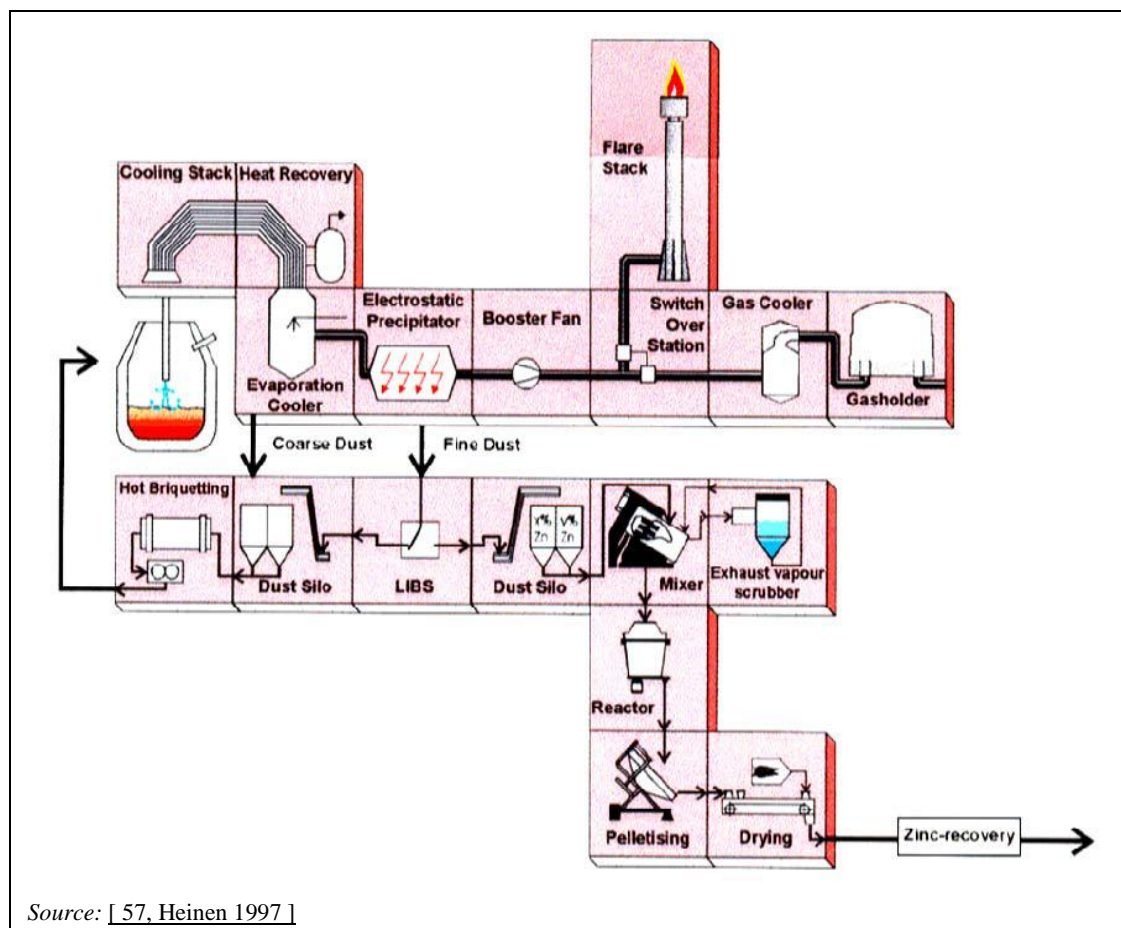 Flare
Stack
Cooling Stack
Heat Recovery
Electrostatic
Precipitator
Booster Fan
Switch
Over
Station
Gas Cooler
Gasholder
Evaporation
Cooler
Coarse Dust
Fine Dust
Hot Briquetting
Dust Silo
LIBS
x%
Zn
y%
Zn
Dust Silo
Mixer
Exhaust vapour
scrubber
Reactor
Pelletising
Drying
Zinc-recovery
Source: [ 57, Heinen 1997 ]